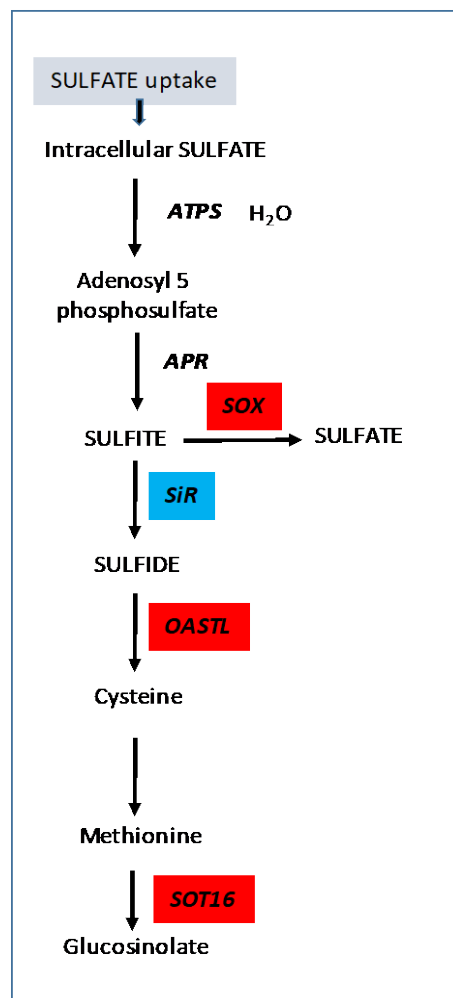 SULFATE uptake
Intracellular SULFATE
ATPS H₂O
Adenosyl 5
phosphosulfate
APR
SOX
SULFITE SULFATE
SiR
SULFIDE
OASTL
Cysteine
Methionine
SOT16
Glucosinolate